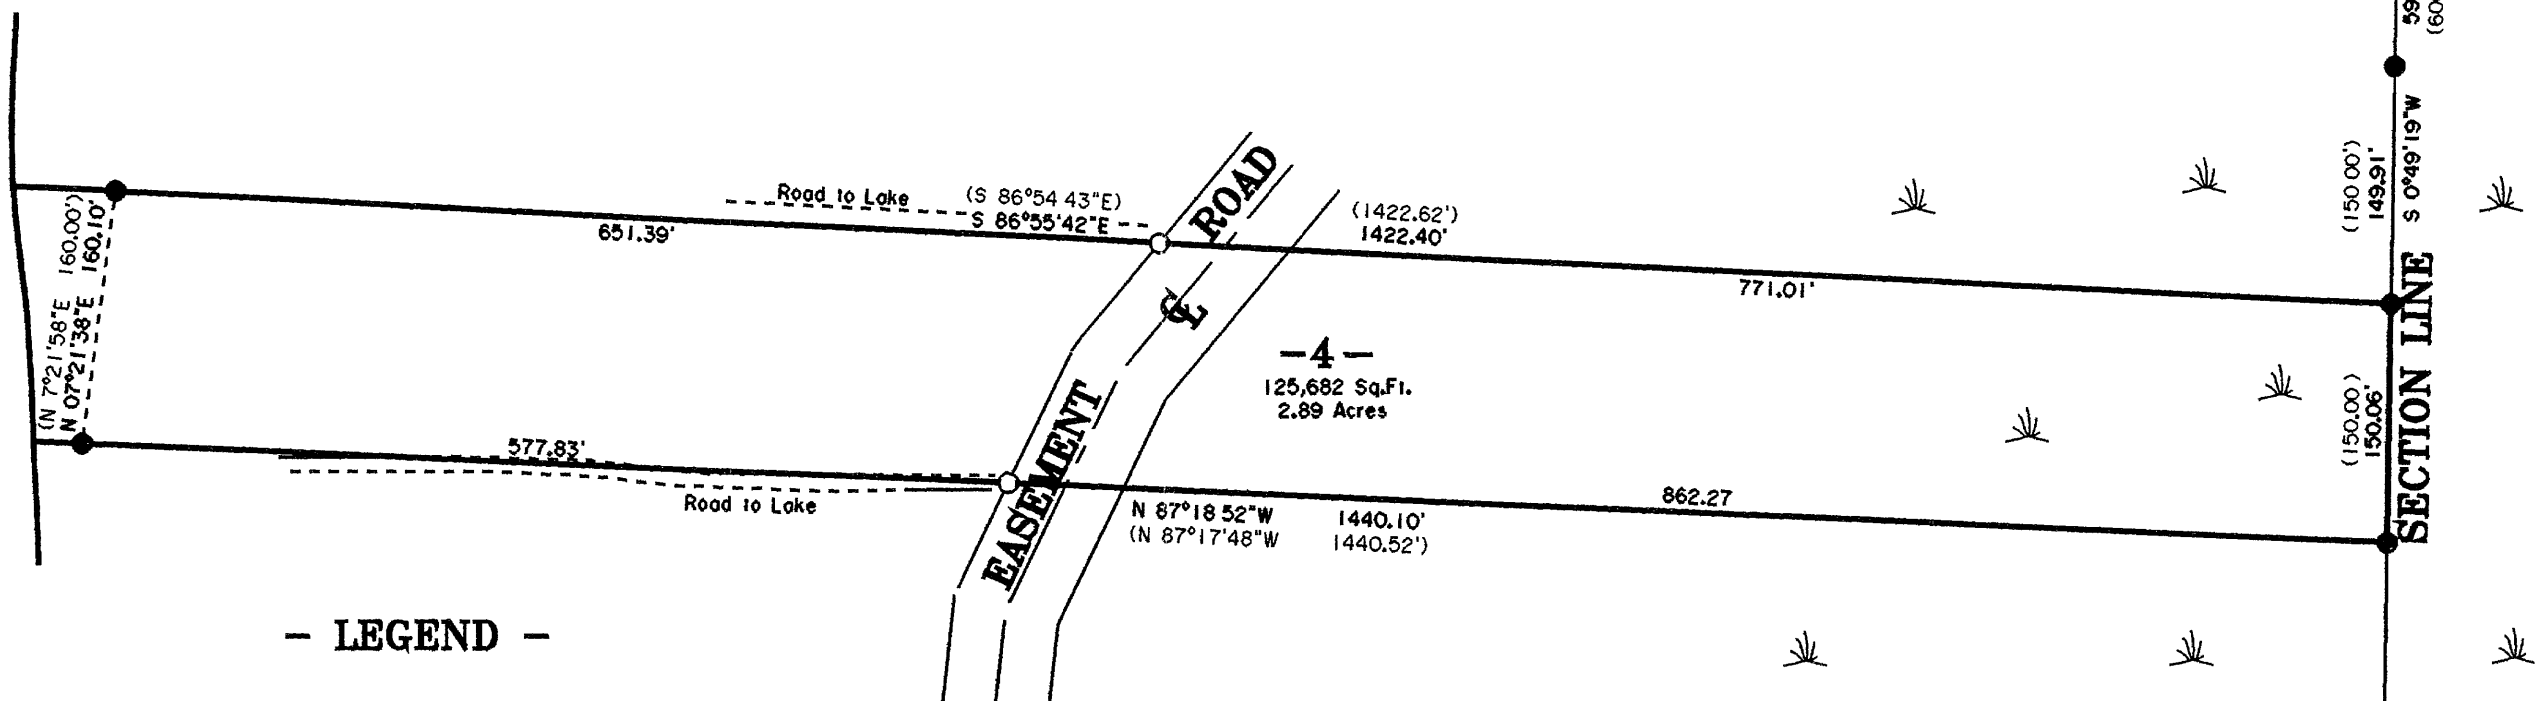 (N 7°21'58"E 160.00')
N 07°21'38"E 160.10'
651.39'
Road to Lake
(S 86°54 43"E)
S 86°55'42"E
ROAD
(1422.62')
1422.40'
771.01'
(150 00')
149.91'
S 0°49'19"W
℄
-4-
125,682 Sq.Ft.
2.89 Acres
EASEMENT
577.83'
Road to Lake
N 87°18 52"W 1440.10'
(N 87°17'48"W 1440.52')
862.27
(150.00)
150.06'
SECTION LINE
- LEGEND -